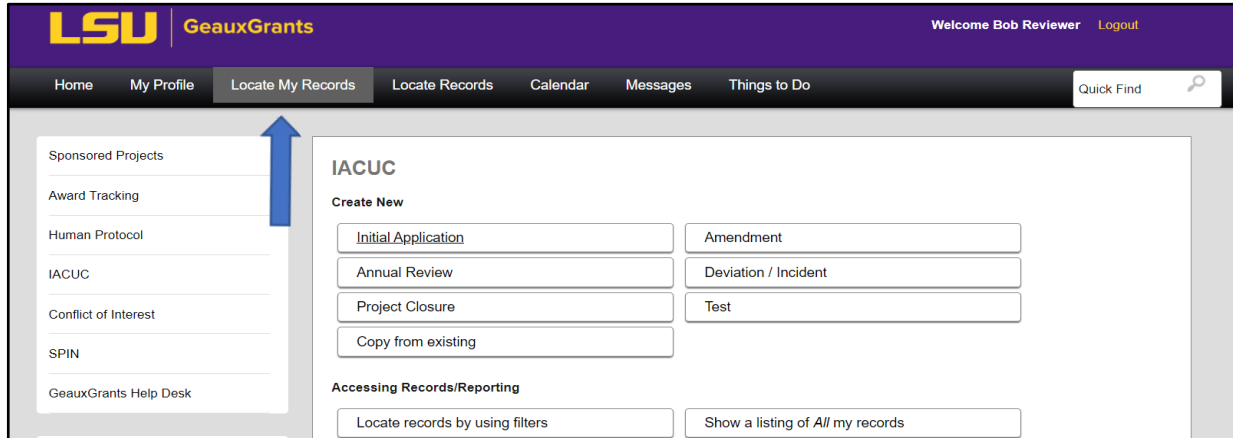 LSU GeauxGrants Welcome Bob Reviewer Logout
Home My Profile Locate My Records Locate Records Calendar Messages Things to Do Quick Find
Sponsored Projects
Award Tracking
Human Protocol
IACUC
Conflict of Interest
SPIN
GeauxGrants Help Desk
IACUC
Create New
Initial Application Amendment
Annual Review Deviation / Incident
Project Closure Test
Copy from existing
Accessing Records/Reporting
Locate records by using filters Show a listing of All my records